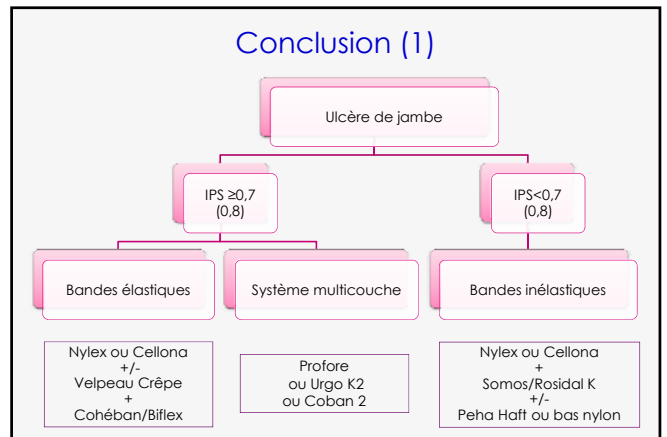 Conclusion (1)
Ulcère de jambe
IPS ≥0,7
(0,8)
IPS<0,7
(0,8)
Bandes élastiques
Système multicouche
Bandes inélastiques
Nylex ou Cellona
+/-
Velpeau Crêpe
+
Cohéban/Biflex
Profore
ou Urgo K2
ou Coban 2
Nylex ou Cellona
+
Somos/Rosidal K
+/-
Peha Haft ou bas nylon